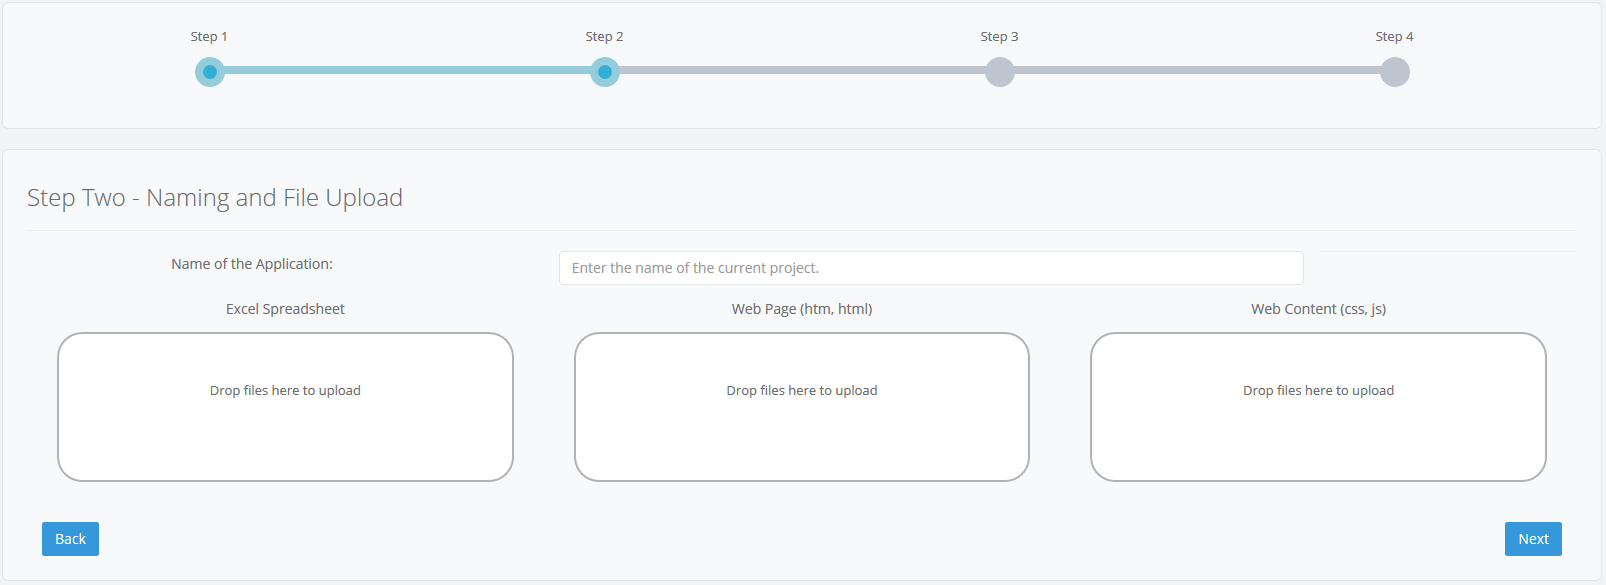 Step 1
Step 2
Step 3
Step 4
Step Two - Naming and File Upload
Name of the Application:
Enter the name of the current project.
Excel Spreadsheet
Web Page (htm, html)
Web Content (css, js)
Drop files here to upload
Drop files here to upload
Drop files here to upload
Back
Next